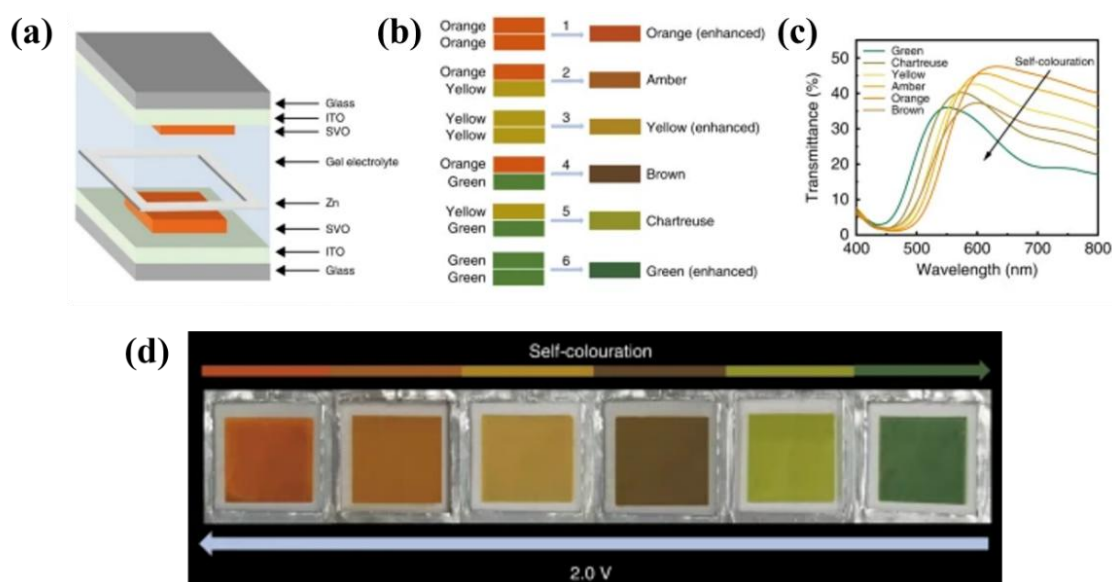 (a)
Glass
ITO
SVO
Gel electrolyte
Zn
SVO
ITO
Glass
(b)
Orange
Orange
1
Orange (enhanced)
Orange
Yellow
2
Amber
Yellow
Yellow
3
Yellow (enhanced)
Orange
Green
4
Brown
Yellow
Green
5
Chartreuse
Green
Green
6
Green (enhanced)
(c)
Transmittance (%)
50
40
30
20
10
0
Green
Chartreuse
Yellow
Amber
Orange
Brown
Self-colouration
400 500 600 700 800
Wavelength (nm)
(d)
Self-colouration
2.0 V